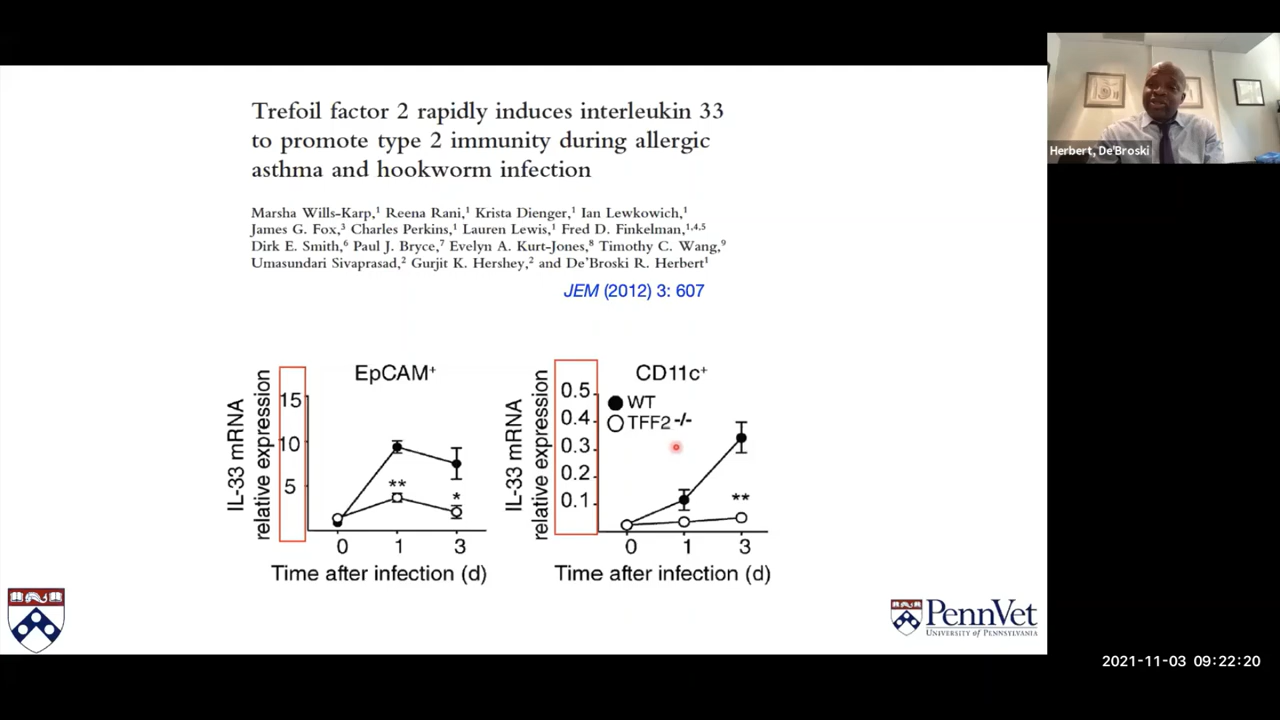 Trefoil factor 2 rapidly induces interleukin 33
to promote type 2 immunity during allergic
asthma and hookworm infection
Marsha Wills-Karp,¹ Reena Rani,¹ Krista Dienger,¹ Ian Lewkowich,¹
James G. Fox,³ Charles Perkins,¹ Lauren Lewis,¹ Fred D. Finkelman,¹,⁴,⁵
Dirk E. Smith,⁶ Paul J. Bryce,⁷ Evelyn A. Kurt-Jones,⁸ Timothy C. Wang,⁹
Umasundari Sivaprasad,² Gurjit K. Hershey,² and De'Broski R. Herbert¹
JEM (2012) 3: 607
EpCAM⁺
IL-33 mRNA
relative expression
15
10
5
**
*
0 1 3
Time after infection (d)
CD11c⁺
IL-33 mRNA
relative expression
0.5
0.4
0.3
0.2
0.1
WT
TFF2-/-
**
0 1 3
Time after infection (d)
PennVet
UNIVERSITY of PENNSYLVANIA
Herbert, De'Broski
2021-11-03 09:22:20